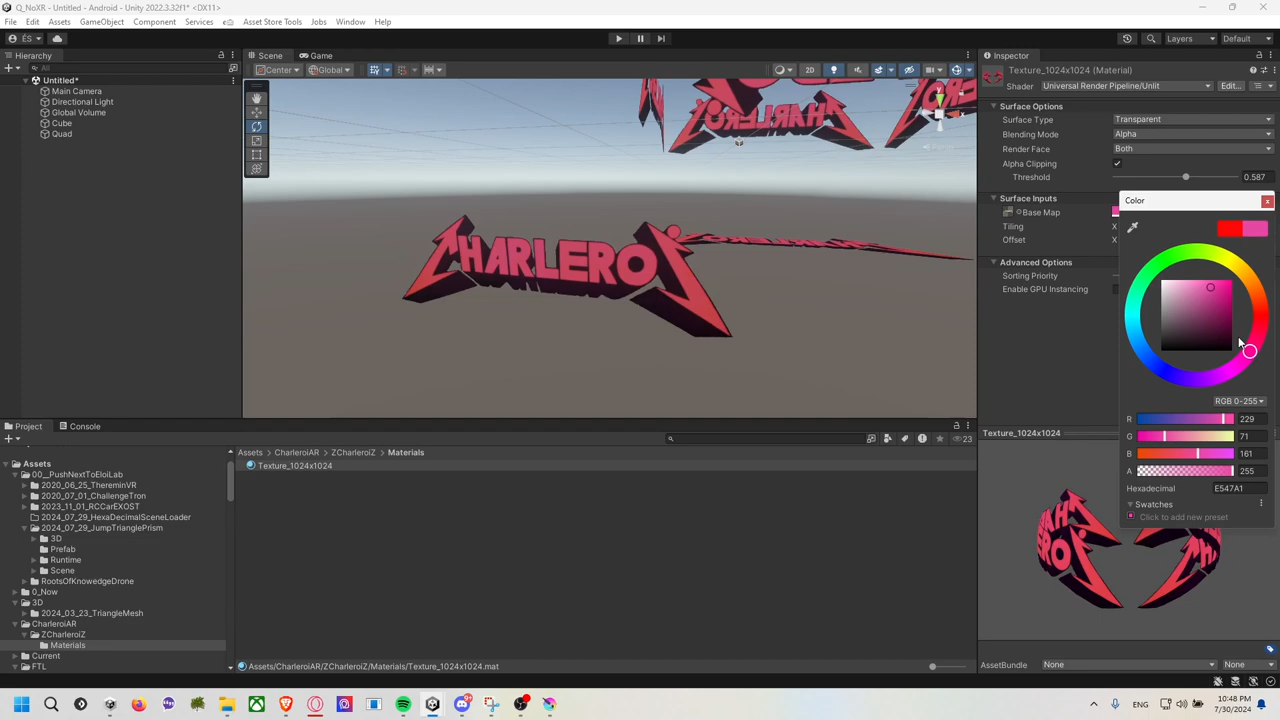 Q_NoXR - Untitled - Android - Unity 2022.3.32f1* <DX11>
File Edit Assets GameObject Component Services Asset Store Tools Jobs Window Help
ÉS
Layers Default
Hierarchy
All
Untitled*
Main Camera
Directional Light
Global Volume
Cube
Quad
Scene Game
Center Global 2D
CHARLEROI
CHARLEROI
Inspector
Texture_1024x1024 (Material)
Shader Universal Render Pipeline/Unlit Edit...
Surface Options
Surface Type Transparent
Blending Mode Alpha
Render Face Both
Alpha Clipping
Threshold 0.587
Surface Inputs
Base Map
Tiling X
Offset X
Advanced Options
Sorting Priority
Enable GPU Instancing
Color
RGB 0-255
R 229
G 71
B 161
A 255
Hexadecimal E547A1
Swatches
Click to add new preset
Texture_1024x1024
AssetBundle None None
Project Console
23
Assets
00__PushNextToEloiLab
2020_06_25_ThereminVR
2020_07_01_ChallengeTron
2023_11_01_RCCarEXOST
2024_07_29_HexaDecimalSceneLoader
2024_07_29_JumpTrianglePrism
3D
Prefab
Runtime
Scene
RootsOfKnowedgeDrone
0_Now
3D
2024_03_23_TriangleMesh
CharleroiAR
ZCharleroiZ
Materials
Current
FTL
Assets CharleroiAR ZCharleroiZ Materials
Texture_1024x1024
Assets/CharleroiAR/ZCharleroiZ/Materials/Texture_1024x1024.mat
ENG
10:48 PM
7/30/2024